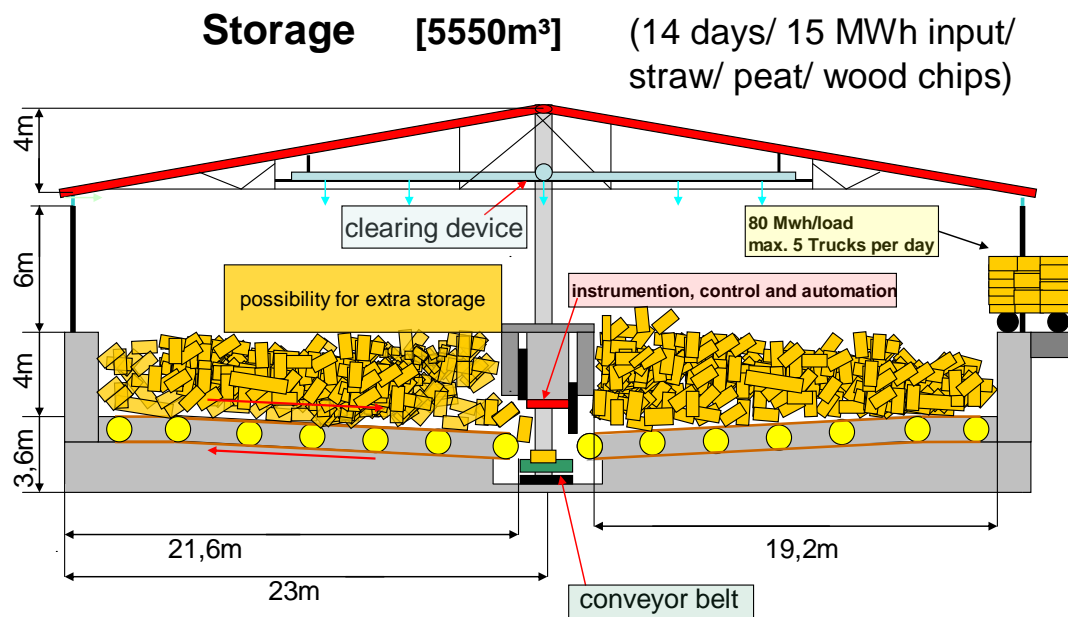 Storage [5550m³] (14 days/ 15 MWh input/
straw/ peat/ wood chips)
4m
clearing device
80 Mwh/load
max. 5 Trucks per day
6m
possibility for extra storage
instrumention, control and automation
4m
3,6m
21,6m
19,2m
23m
conveyor belt